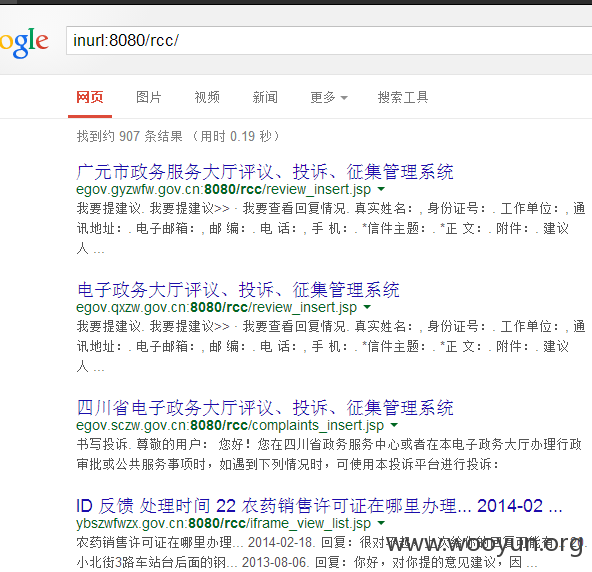 ogle
inurl:8080/rcc/
网页 图片 视频 新闻 更多 搜索工具
找到约 907 条结果 （用时 0.19 秒）
广元市政务服务大厅评议、投诉、征集管理系统
egov.gyzwfw.gov.cn:8080/rcc/review_insert.jsp
我要提建议. 我要提建议>> · 我要查看回复情况. 真实姓名：, 身份证号：. 工作单位：, 通
讯地址：. 电子邮箱：, 邮 编：. 电 话：, 手 机：. *信件主题：. *正 文：. 附件：. 建议
人 ...
电子政务大厅评议、投诉、征集管理系统
egov.qxzw.gov.cn:8080/rcc/review_insert.jsp
我要提建议. 我要提建议>> · 我要查看回复情况. 真实姓名：, 身份证号：. 工作单位：, 通
讯地址：. 电子邮箱：, 邮 编：. 电 话：, 手 机：. *信件主题：. *正 文：. 附件：. 建议
人 ...
四川省电子政务大厅评议、投诉、征集管理系统
egov.sczw.gov.cn:8080/rcc/complaints_insert.jsp
书写投诉. 尊敬的用户： 您好！您在四川省政务服务中心或者在本电子政务大厅办理行政
审批或公共服务事项时，如遇到下列情况时，可使用本投诉平台进行投诉：
ID 反馈 处理时间 22 农药销售许可证在哪里办理... 2014-02 ...
ybszwfwzx.gov.cn:8080/rcc/iframe_view_list.jsp
农药销售许可证在哪里办理... 2014-02-18. 回复：很对不起，上次给你的回复可能有... 20
小北街3路车站台后面的钢... 2013-08-06. 回复：你好，对你提的意见建议，因 ...
www.wooyun.org